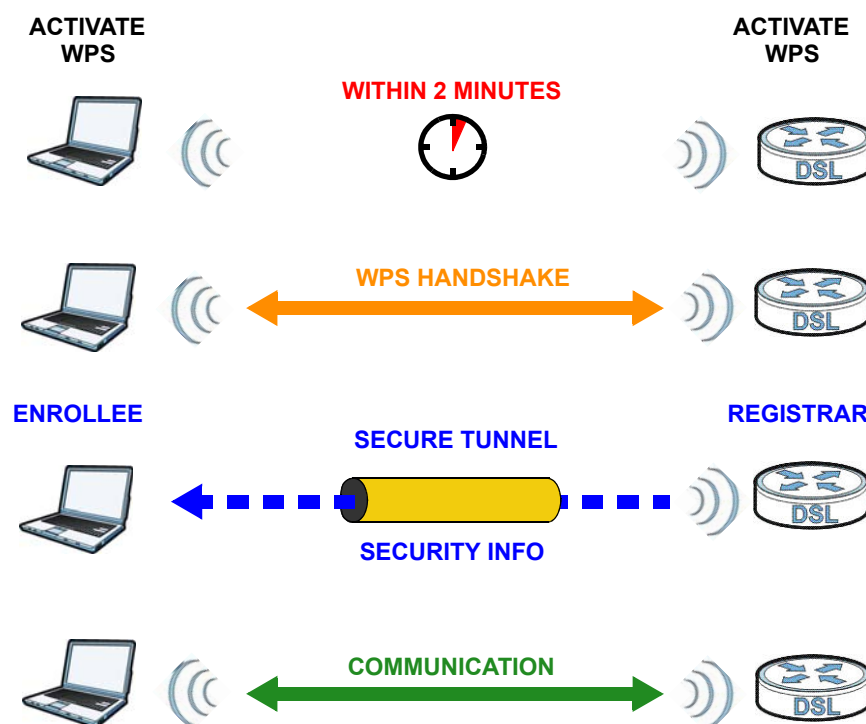 ACTIVATE
WPS
ACTIVATE
WPS
WITHIN 2 MINUTES
DSL
WPS HANDSHAKE
DSL
ENROLLEE
REGISTRAR
SECURE TUNNEL
DSL
SECURITY INFO
COMMUNICATION
DSL